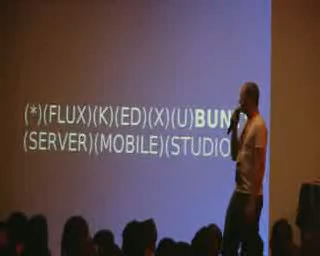 (*)(FLUX)(K)(ED)(X)(U)BUN
(SERVER)(MOBILE)(STUDIO